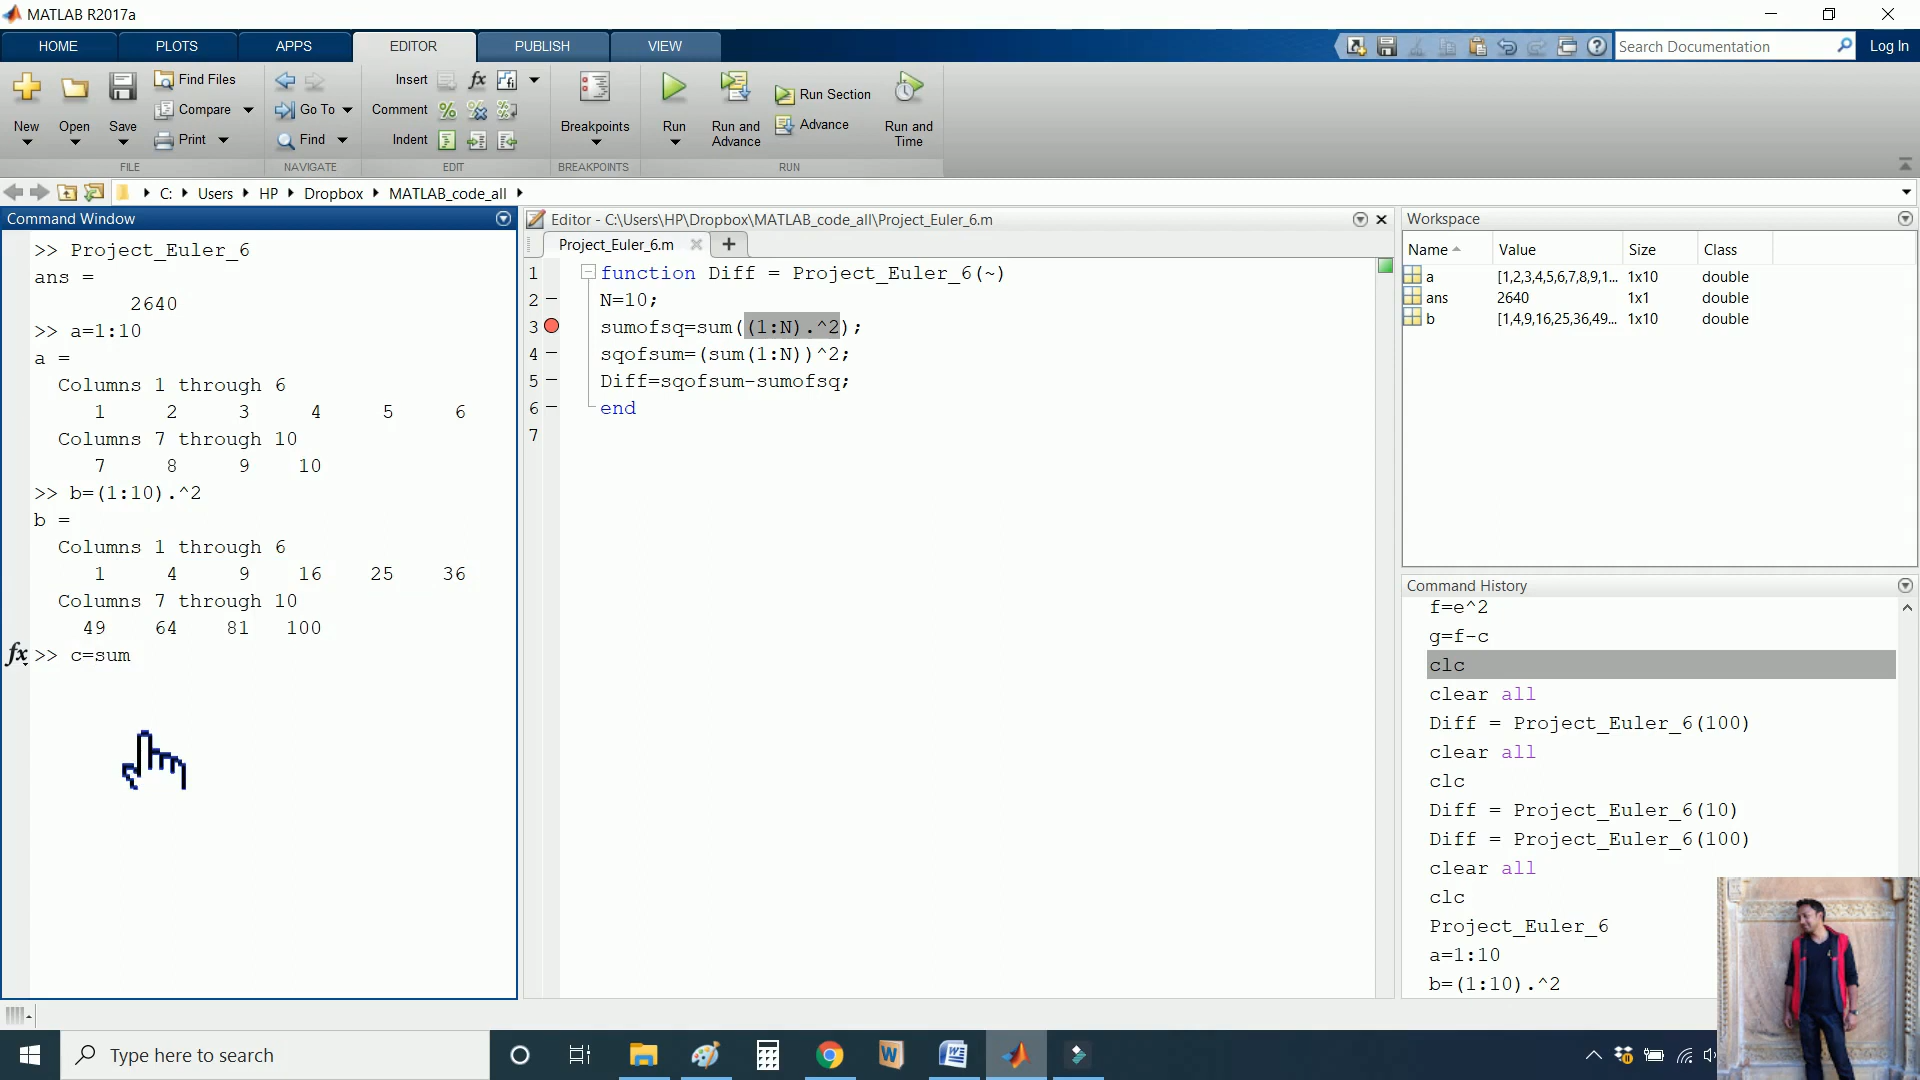 MATLAB R2017a
HOME PLOTS APPS EDITOR PUBLISH VIEW
Search Documentation
Log In
New
Open
Save
Find Files
Compare
Print
FILE
Go To
Find
NAVIGATE
Insert
Comment
Indent
EDIT
fx
Breakpoints
BREAKPOINTS
Run
Run and Advance
Run Section
Advance
Run and Time
RUN
C: Users HP Dropbox MATLAB_code_all
Command Window
>> Project_Euler_6
ans =
2640
>> a=1:10
a =
Columns 1 through 6
1 2 3 4 5 6
Columns 7 through 10
7 8 9 10
>> b=(1:10).^2
b =
Columns 1 through 6
1 4 9 16 25 36
Columns 7 through 10
49 64 81 100
fx >> c=sum
Editor - C:\Users\HP\Dropbox\MATLAB_code_all\Project_Euler_6.m
Project_Euler_6.m
1 function Diff = Project_Euler_6(~)
2 N=10;
3 sumofsq=sum((1:N).^2);
4 sqofsum=(sum(1:N))^2;
5 Diff=sqofsum-sumofsq;
6 end
7
Workspace
Name Value Size Class
a [1,2,3,4,5,6,7,8,9,1... 1x10 double
ans 2640 1x1 double
b [1,4,9,16,25,36,49... 1x10 double
Command History
f=e^2
g=f-c
clc
clear all
Diff = Project_Euler_6(100)
clear all
clc
Diff = Project_Euler_6(10)
Diff = Project_Euler_6(100)
clear all
clc
Project_Euler_6
a=1:10
b=(1:10).^2
Type here to search